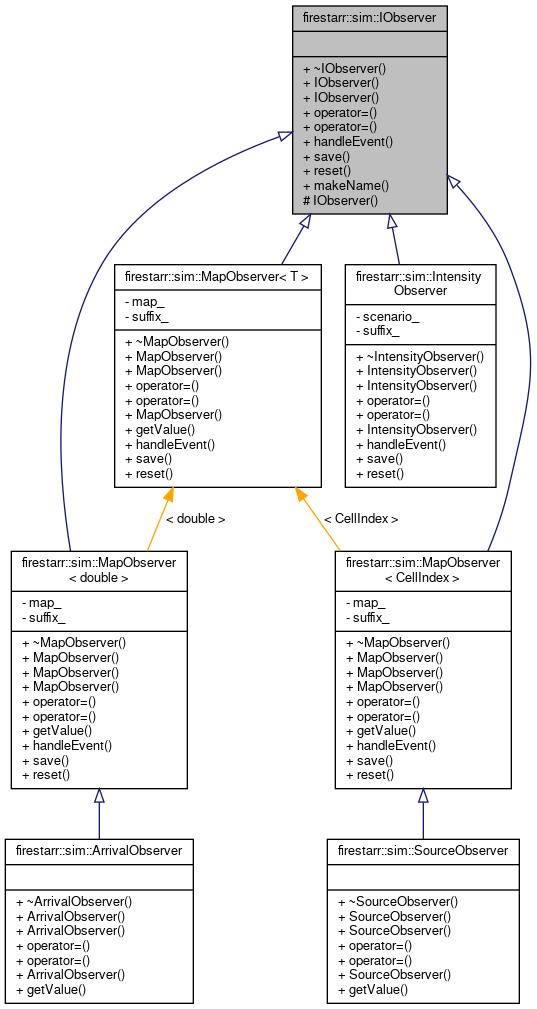 firestarr::sim::IObserver
+ ~IObserver()
+ IObserver()
+ IObserver()
+ operator=()
+ operator=()
+ handleEvent()
+ save()
+ reset()
+ makeName()
# IObserver()
firestarr::sim::MapObserver< T >
- map_
- suffix_
+ ~MapObserver()
+ MapObserver()
+ MapObserver()
+ operator=()
+ operator=()
+ MapObserver()
+ getValue()
+ handleEvent()
+ save()
+ reset()
firestarr::sim::Intensity
Observer
- scenario_
- suffix_
+ ~IntensityObserver()
+ IntensityObserver()
+ IntensityObserver()
+ operator=()
+ operator=()
+ IntensityObserver()
+ handleEvent()
+ save()
+ reset()
< double >
< CellIndex >
firestarr::sim::MapObserver
< double >
- map_
- suffix_
+ ~MapObserver()
+ MapObserver()
+ MapObserver()
+ MapObserver()
+ operator=()
+ operator=()
+ getValue()
+ handleEvent()
+ save()
+ reset()
firestarr::sim::MapObserver
< CellIndex >
- map_
- suffix_
+ ~MapObserver()
+ MapObserver()
+ MapObserver()
+ MapObserver()
+ operator=()
+ operator=()
+ getValue()
+ handleEvent()
+ save()
+ reset()
firestarr::sim::ArrivalObserver
+ ~ArrivalObserver()
+ ArrivalObserver()
+ ArrivalObserver()
+ operator=()
+ operator=()
+ ArrivalObserver()
+ getValue()
firestarr::sim::SourceObserver
+ ~SourceObserver()
+ SourceObserver()
+ SourceObserver()
+ operator=()
+ operator=()
+ SourceObserver()
+ getValue()